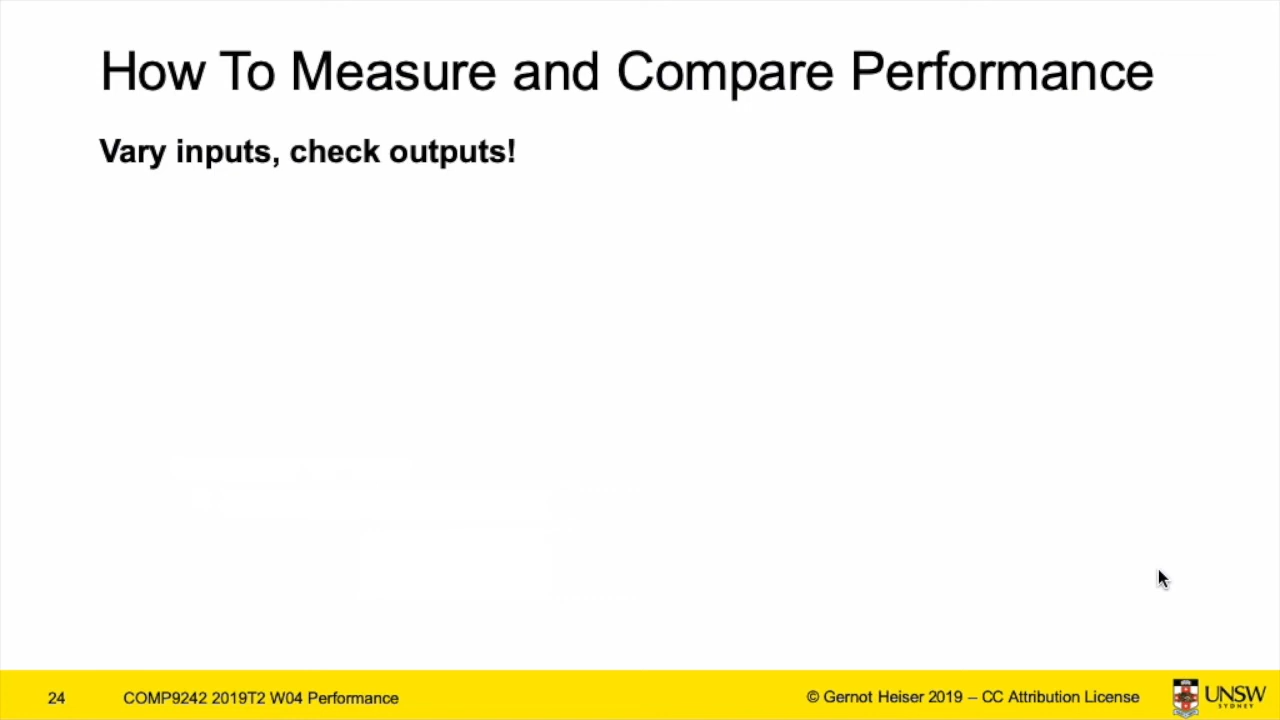 How To Measure and Compare Performance
Vary inputs, check outputs!
24 COMP9242 2019T2 W04 Performance © Gernot Heiser 2019 – CC Attribution License UNSW
SYDNEY